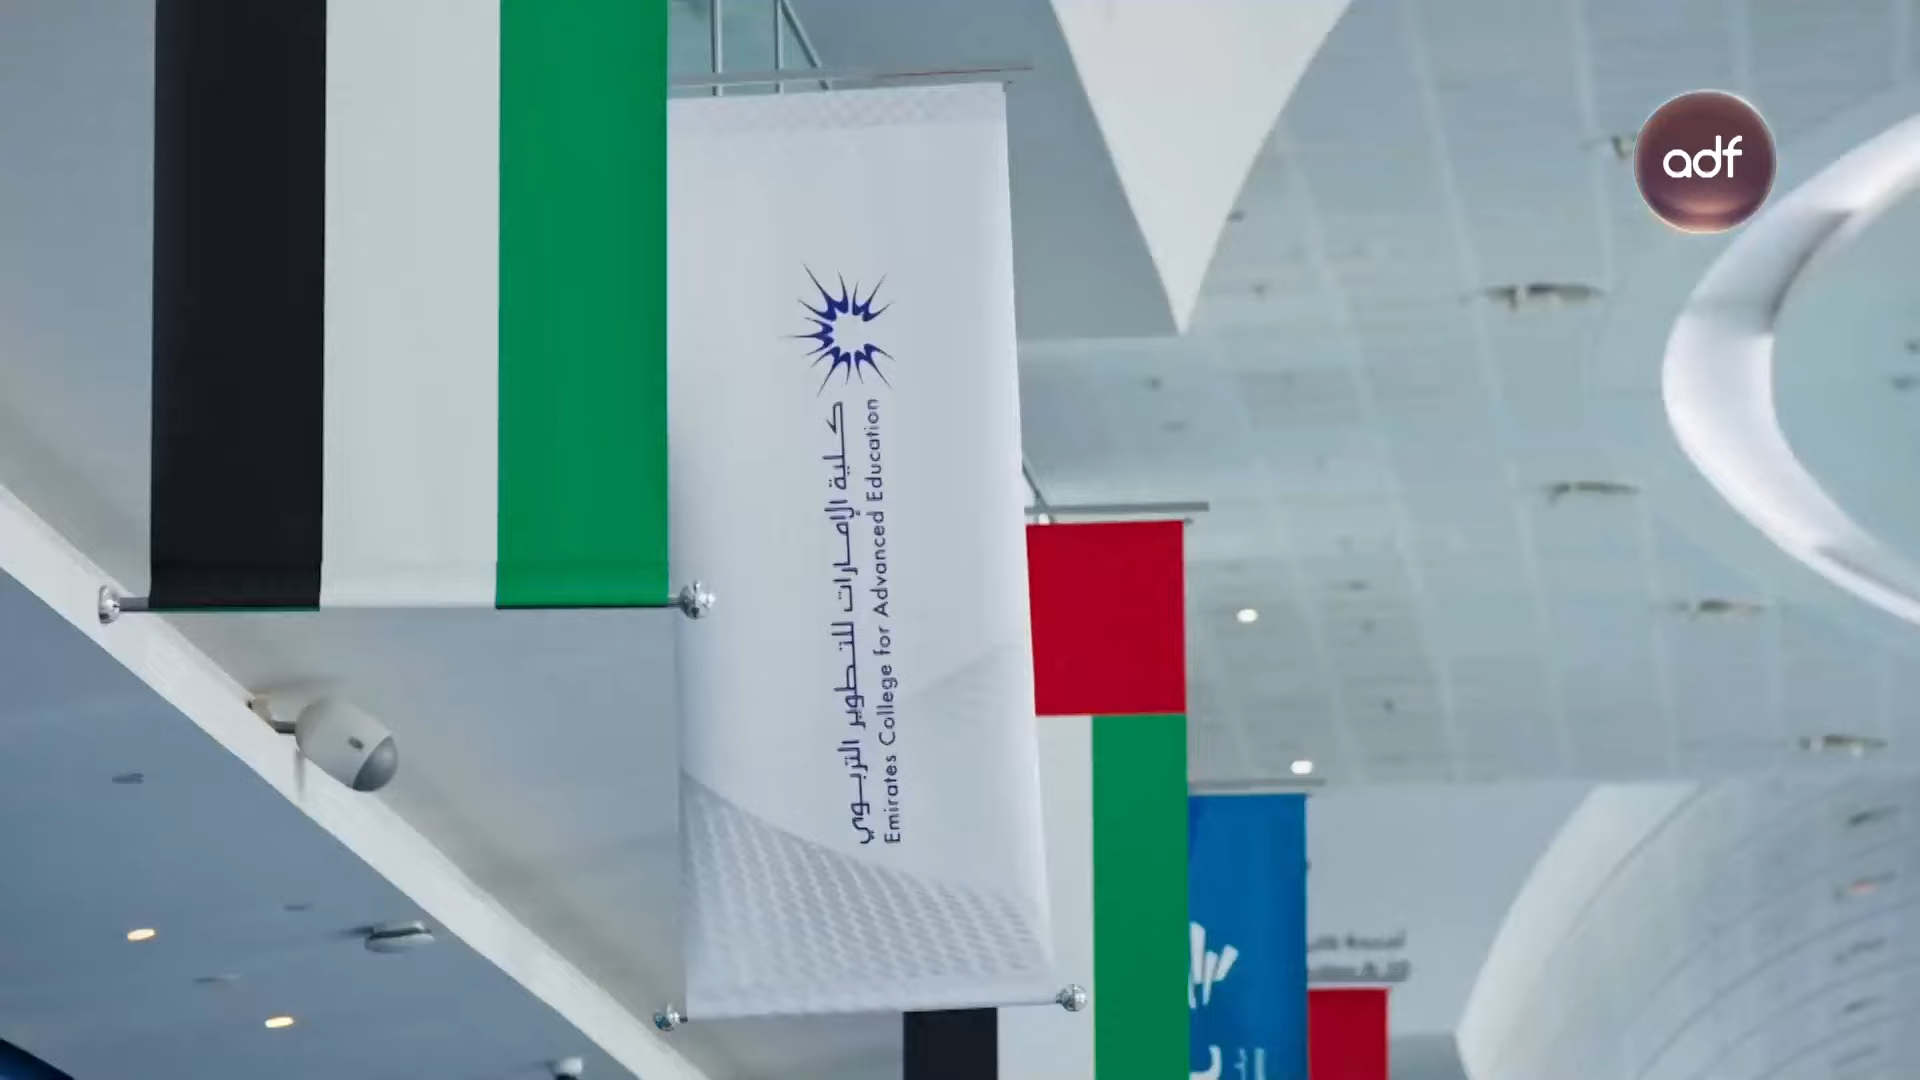 adf
كلية الإمارات للتطوير التربوي
Emirates College for Advanced Education